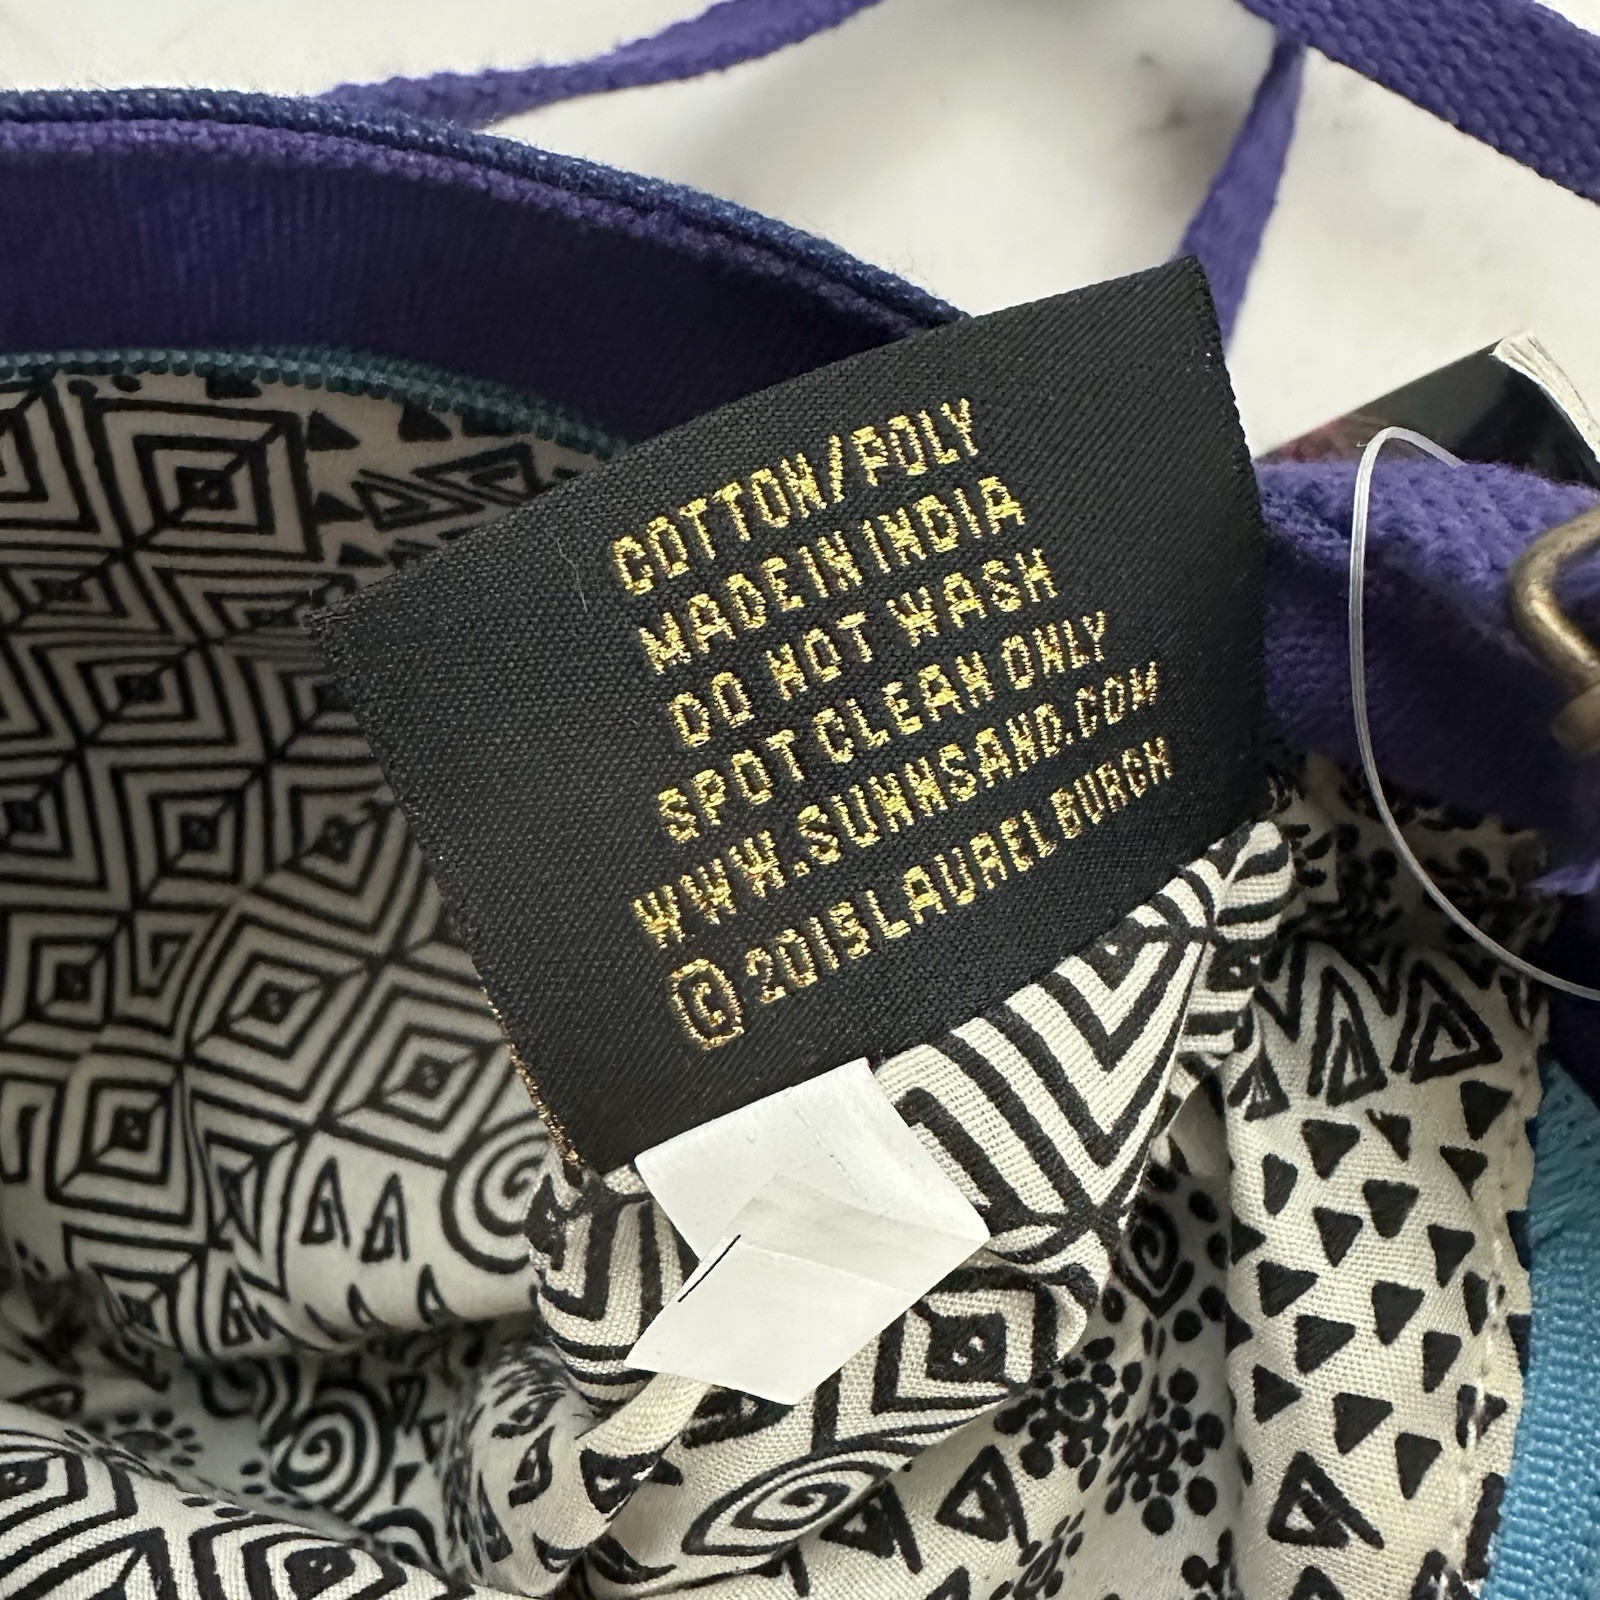 COTTON/POLY
MADE IN INDIA
DO NOT WASH
SPOT CLEAN ONLY
WWW.SUNNSAND.COM
© 2015 LAUREL BURCH